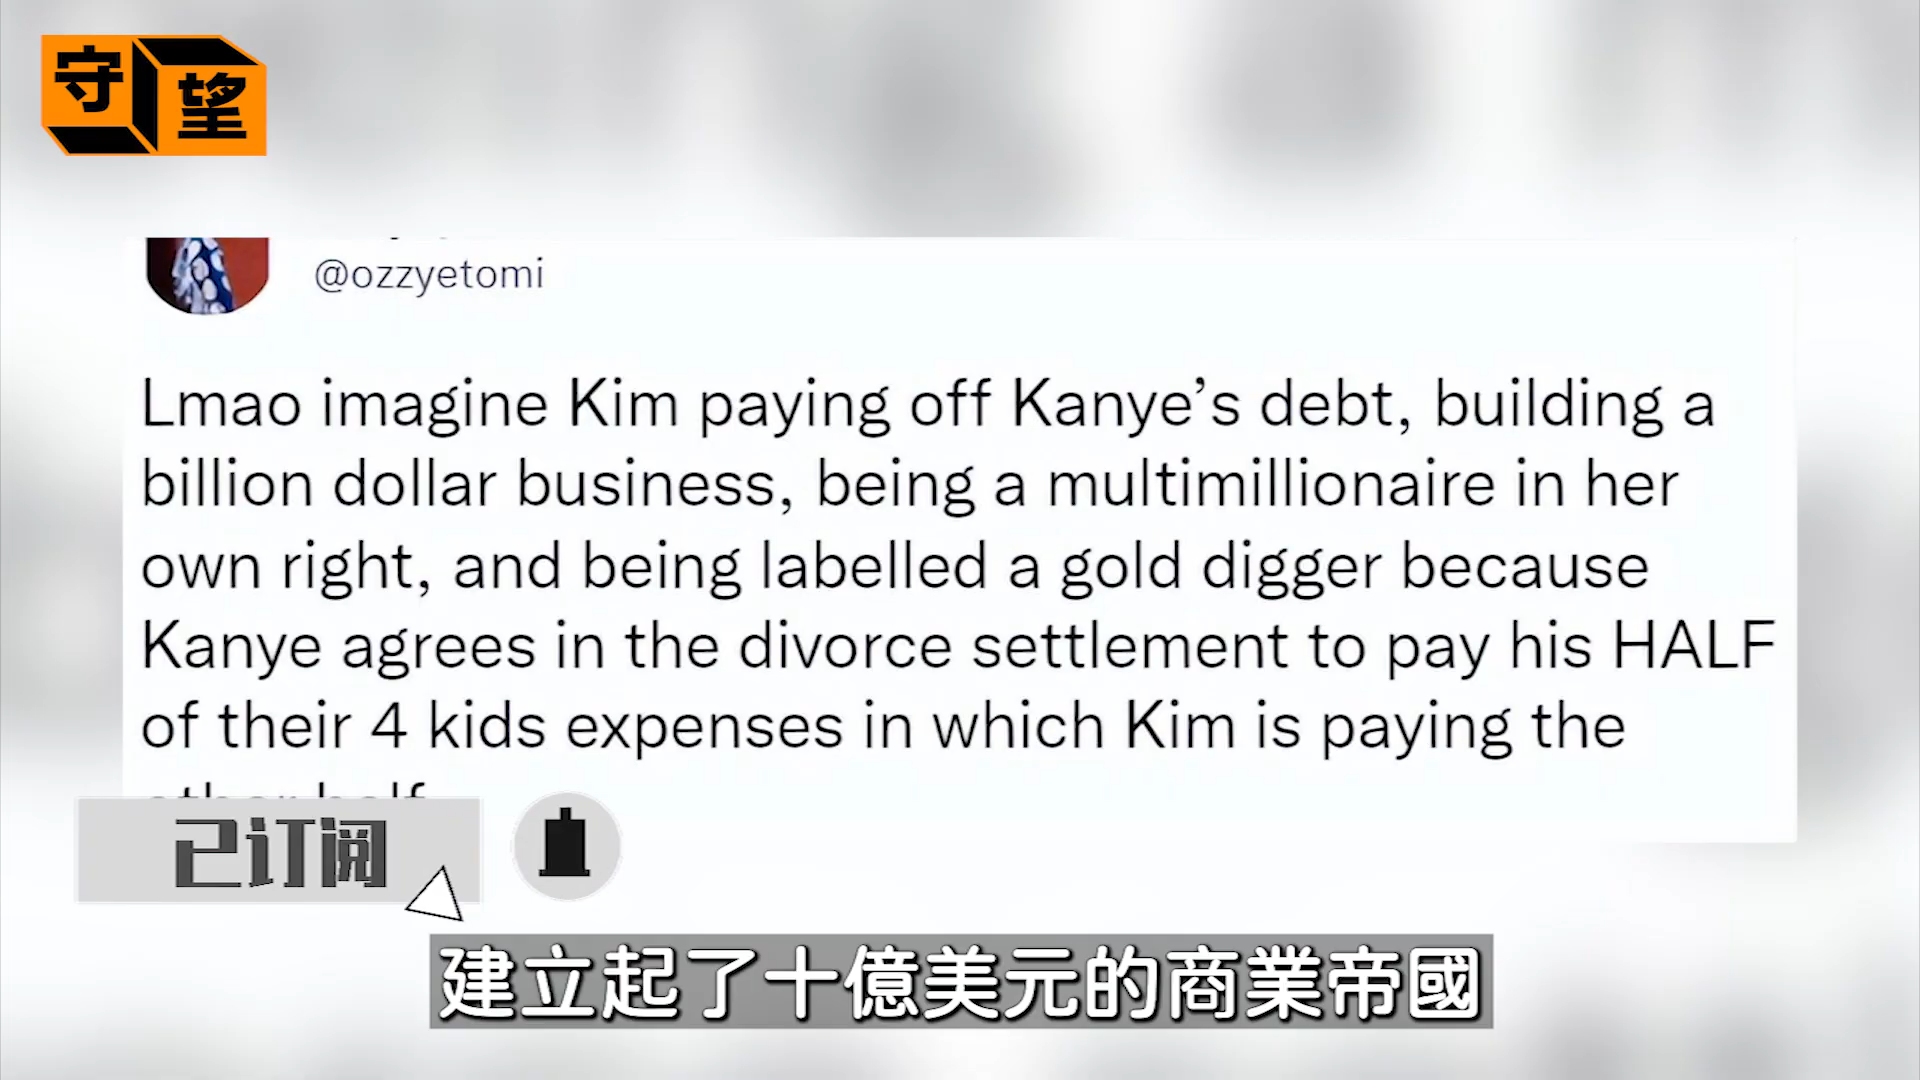 守望
@ozzyetomi
Lmao imagine Kim paying off Kanye’s debt, building a
billion dollar business, being a multimillionaire in her
own right, and being labelled a gold digger because
Kanye agrees in the divorce settlement to pay his HALF
of their 4 kids expenses in which Kim is paying the
other half
已订阅
建立起了十億美元的商業帝國